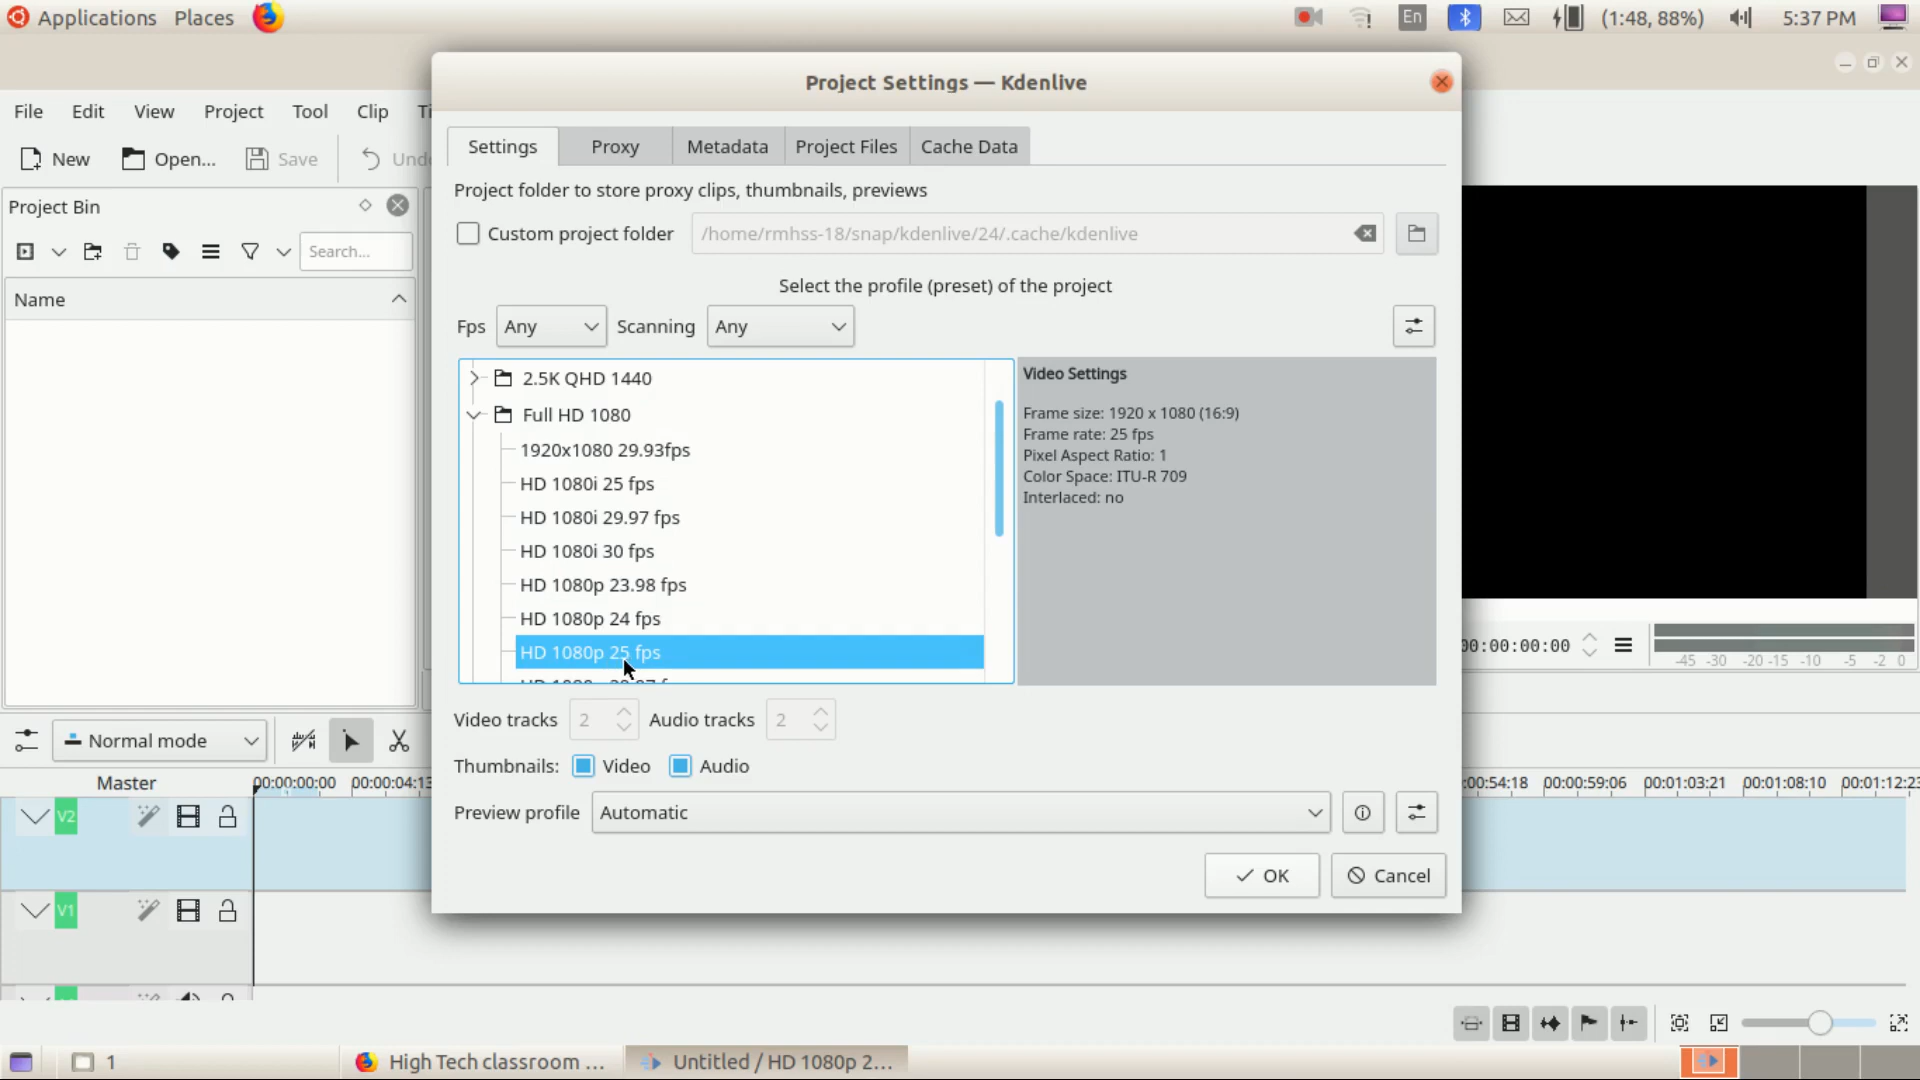 Applications Places En (1:48, 88%) 5:37 PM
Project Settings — Kdenlive
File Edit View Project Tool Clip Ti
Settings Proxy Metadata Project Files Cache Data
New Open... Save Undo
Project folder to store proxy clips, thumbnails, previews
Project Bin
Custom project folder /home/rmhss-18/snap/kdenlive/24/.cache/kdenlive
Search...
Select the profile (preset) of the project
Name
Fps Any Scanning Any
2.5K QHD 1440
Full HD 1080
1920x1080 29.93fps
HD 1080i 25 fps
HD 1080i 29.97 fps
HD 1080i 30 fps
HD 1080p 23.98 fps
HD 1080p 24 fps
HD 1080p 25 fps
Video Settings
Frame size: 1920 x 1080 (16:9)
Frame rate: 25 fps
Pixel Aspect Ratio: 1
Color Space: ITU-R 709
Interlaced: no
00:00:00:00
-45 -30 -20 -15 -10 -5 -2 0
Video tracks 2 Audio tracks 2
Normal mode
Thumbnails: Video Audio
Master 00:00:00:00 00:00:04:13 :00:54:18 00:00:59:06 00:01:03:21 00:01:08:10 00:01:12:23
Preview profile Automatic
V2
OK Cancel
V1
1 High Tech classroom ... Untitled / HD 1080p 2...